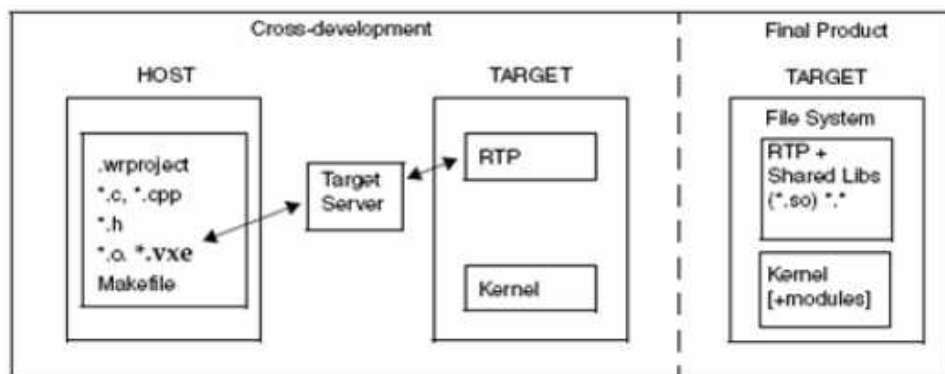 Cross-development
HOST
.wrproject
*.c, *.cpp
*.h
*.o. *.vxe
Makefile
Target
Server
TARGET
RTP
Kernel
Final Product
TARGET
File System
RTP +
Shared Libs
(*.so) *.*
Kernel
[+modules]